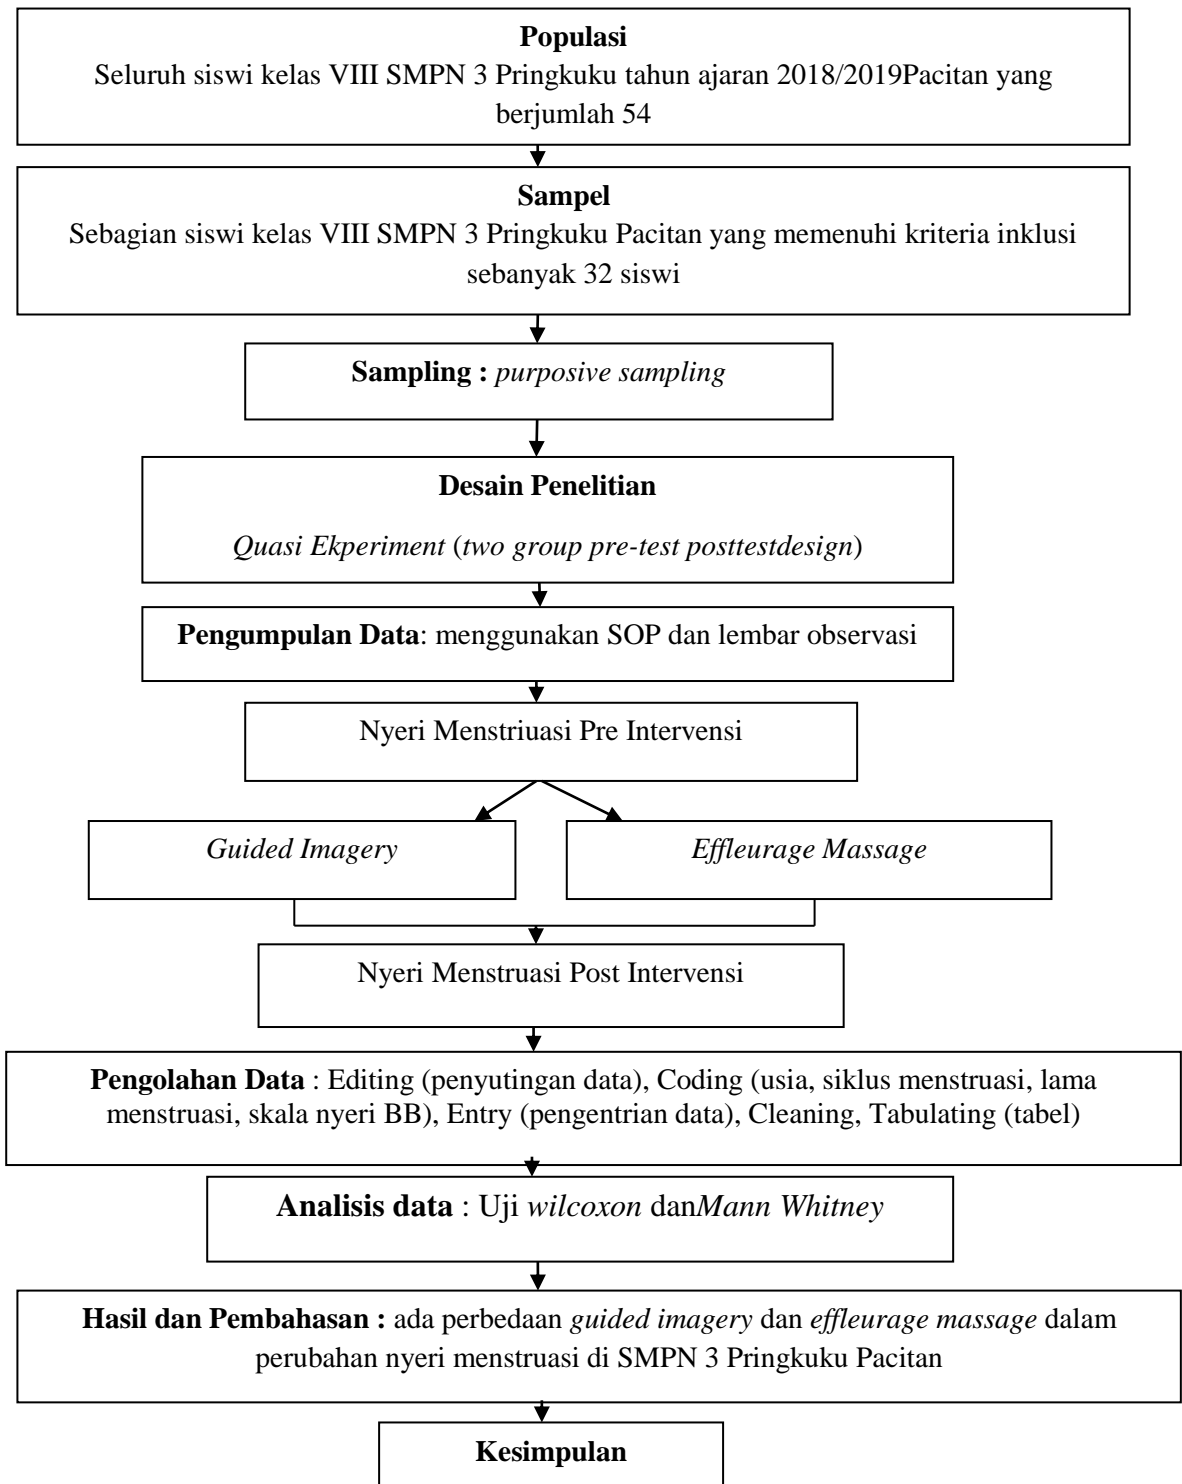 Populasi
Seluruh siswi kelas VIII SMPN 3 Pringkuku tahun ajaran 2018/2019Pacitan yang
berjumlah 54
Sampel
Sebagian siswi kelas VIII SMPN 3 Pringkuku Pacitan yang memenuhi kriteria inklusi
sebanyak 32 siswi
Sampling : purposive sampling
Desain Penelitian
Quasi Ekperiment (two group pre-test posttestdesign)
Pengumpulan Data: menggunakan SOP dan lembar observasi
Nyeri Menstriuasi Pre Intervensi
Guided Imagery
Effleurage Massage
Nyeri Menstruasi Post Intervensi
Pengolahan Data : Editing (penyutingan data), Coding (usia, siklus menstruasi, lama
menstruasi, skala nyeri BB), Entry (pengentrian data), Cleaning, Tabulating (tabel)
Analisis data : Uji wilcoxon danMann Whitney
Hasil dan Pembahasan : ada perbedaan guided imagery dan effleurage massage dalam
perubahan nyeri menstruasi di SMPN 3 Pringkuku Pacitan
Kesimpulan